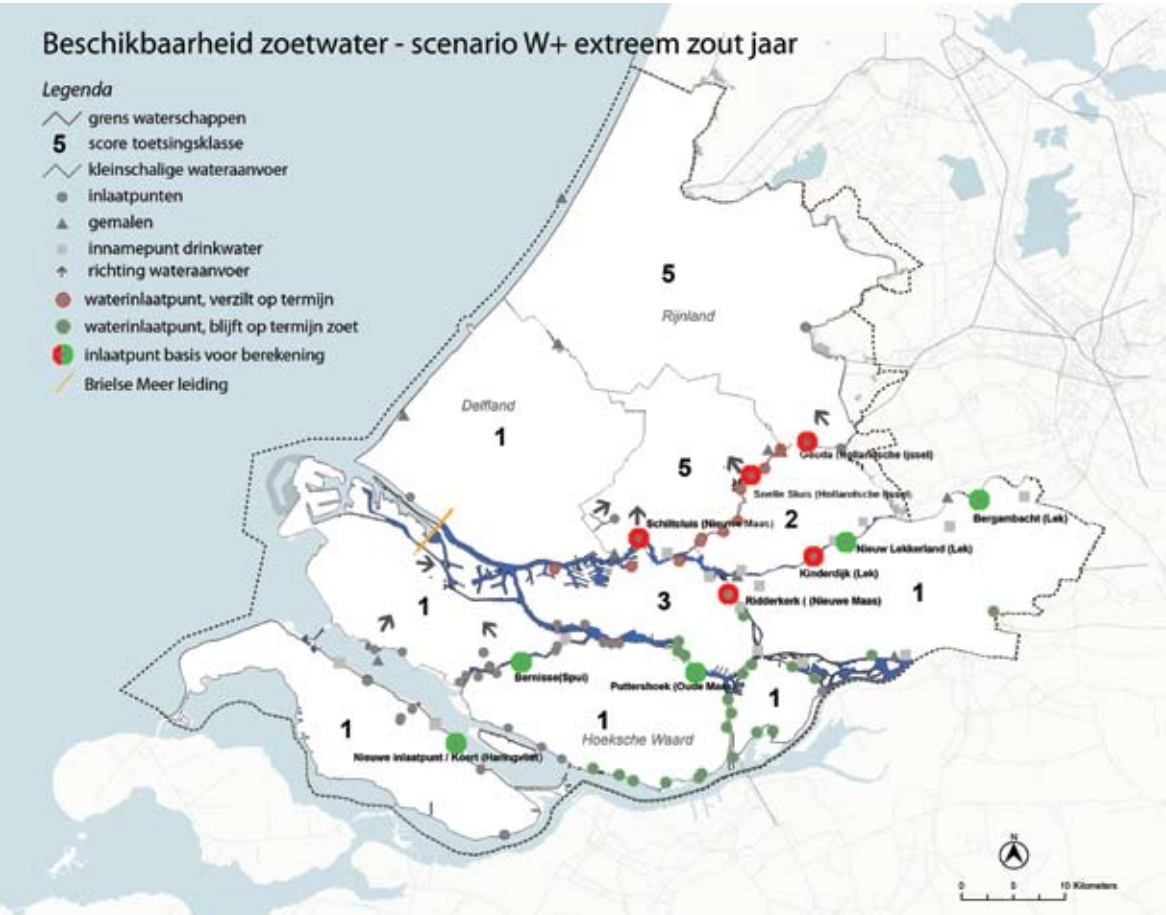 Beschikbaarheid zoetwater - scenario W+ extreem zout jaar
Legenda
grens waterschappen
5 score toetsingsklasse
kleinschalige wateraanvoer
inlaatpunten
gemalen
innamepunt drinkwater
richting wateraanvoer
waterinlaatpunt, verzilt op termijn
waterinlaatpunt, blijft op termijn zoet
inlaatpunt basis voor berekening
Brielse Meer leiding
5
Rijnland
Delfland
1
5
Gouda (Hollandsche Ijssel)
Snelle Sluis (Hollandsche Ijssel)
2
Bergambacht (Lek)
Schiltsluis (Nieuwe Maas)
Nieuw Lekkerland (Lek)
Kinderdijk (Lek)
1
3
Ridderkerk ( (Nieuwe Maas)
1
Bernisse(Spui)
Puttershoek (Oude Maas)
1
1
1
Hoeksche Waard
Nieuwe inlaatpunt / Koert (Haringvliet)
N
0 5 10 Kilometers